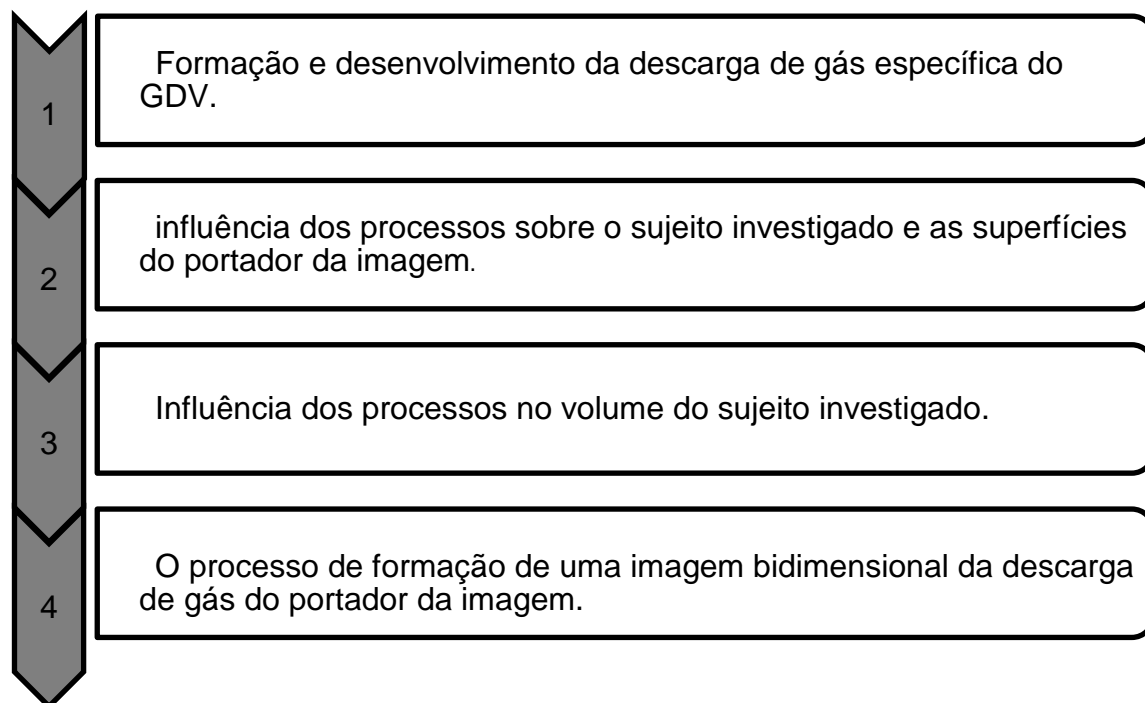 1
Formação e desenvolvimento da descarga de gás específica do
GDV.
2
influência dos processos sobre o sujeito investigado e as superfícies
do portador da imagem.
3
Influência dos processos no volume do sujeito investigado.
4
O processo de formação de uma imagem bidimensional da descarga
de gás do portador da imagem.